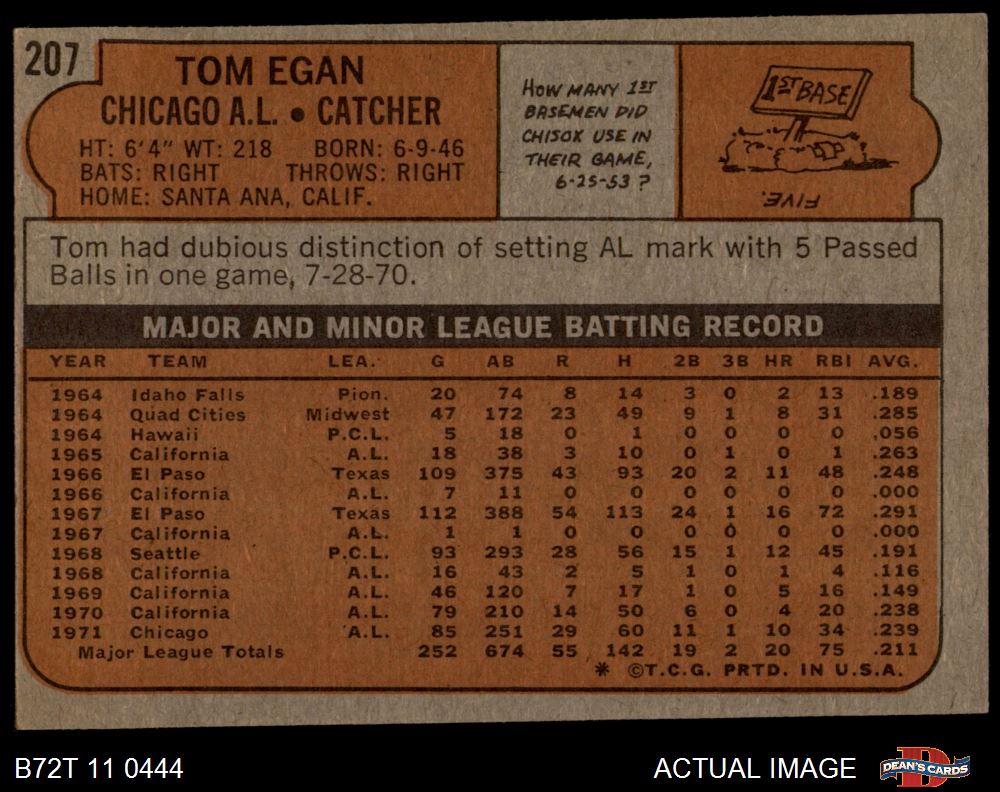 207
TOM EGAN
CHICAGO A.L. • CATCHER
HT: 6'4" WT: 218 BORN: 6-9-46
BATS: RIGHT THROWS: RIGHT
HOME: SANTA ANA, CALIF.
HOW MANY 1ST
BASEMEN DID
CHISOX USE IN
THEIR GAME,
6-25-53?
1ST BASE
FIVE.
Tom had dubious distinction of setting AL mark with 5 Passed
Balls in one game, 7-28-70.
MAJOR AND MINOR LEAGUE BATTING RECORD
YEAR TEAM LEA. G AB R H 2B 3B HR RBI AVG.
1964 Idaho Falls Pion. 20 74 8 14 3 0 2 13 .189
1964 Quad Cities Midwest 47 172 23 49 9 1 8 31 .285
1964 Hawaii P.C.L. 5 18 0 1 0 0 0 0 .056
1965 California A.L. 18 38 3 10 0 1 0 1 .263
1966 El Paso Texas 109 375 43 93 20 2 11 48 .248
1966 California A.L. 7 11 0 0 0 0 0 0 .000
1967 El Paso Texas 112 388 54 113 24 1 16 72 .291
1967 California A.L. 1 1 0 0 0 0 0 0 .000
1968 Seattle P.C.L. 93 293 28 56 15 1 12 45 .191
1968 California A.L. 16 43 2 5 1 0 1 4 .116
1969 California A.L. 46 120 7 17 1 0 5 16 .149
1970 California A.L. 79 210 14 50 6 0 4 20 .238
1971 Chicago A.L. 85 251 29 60 11 1 10 34 .239
Major League Totals 252 674 55 142 19 2 20 75 .211
* ©T.C.G. PRTD. IN U.S.A.
B72T 11 0444
ACTUAL IMAGE
DEAN'S CARDS